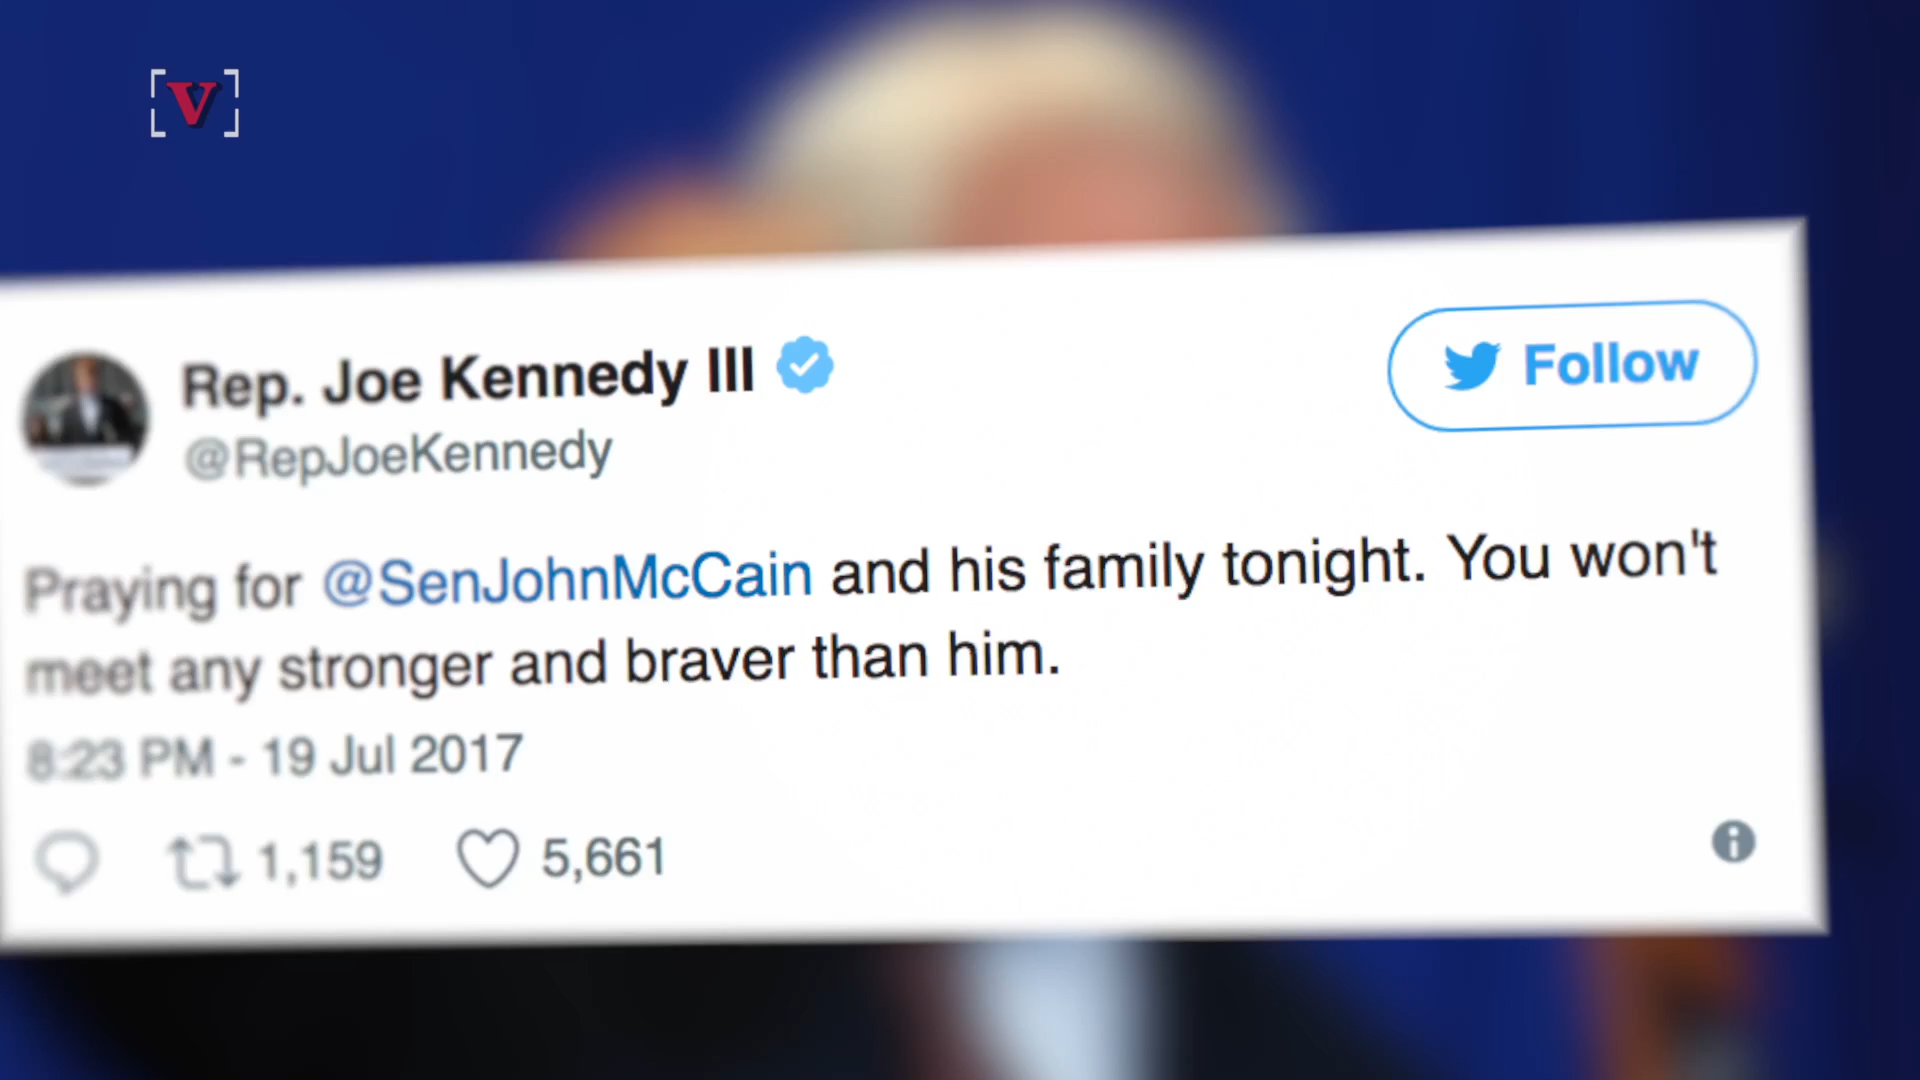 V
Rep. Joe Kennedy III
@RepJoeKennedy
Follow
Praying for @SenJohnMcCain and his family tonight. You won't
meet any stronger and braver than him.
8:23 PM - 19 Jul 2017
1,159 5,661